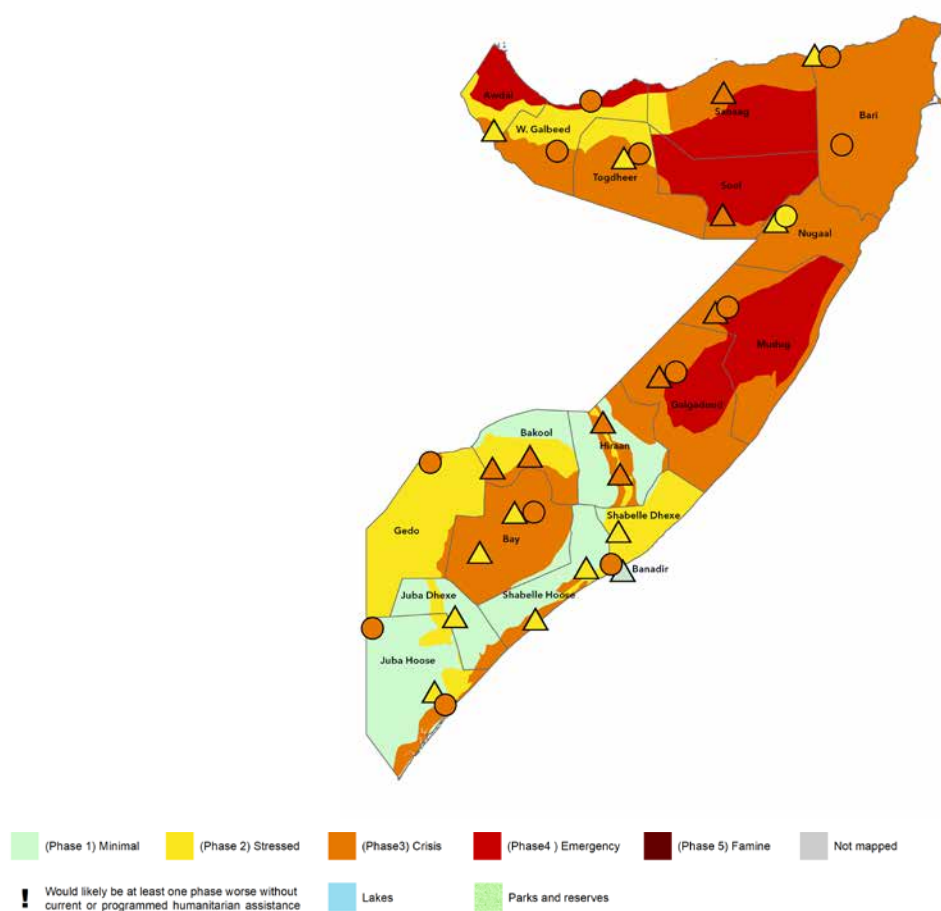 Awdal
Sanaag
Bari
W. Galbeed
Togdheer
Sool
Nugaal
Mudug
Galgaduud
Bakool
Hiraan
Gedo
Shabelle Dhexe
Bay
Banadir
Juba Dhexe
Shabelle Hoose
Juba Hoose
(Phase 1) Minimal
(Phase 2) Stressed
(Phase3) Crisis
(Phase4 ) Emergency
(Phase 5) Famine
Not mapped
! Would likely be at least one phase worse without
current or programmed humanitarian assistance
Lakes
Parks and reserves